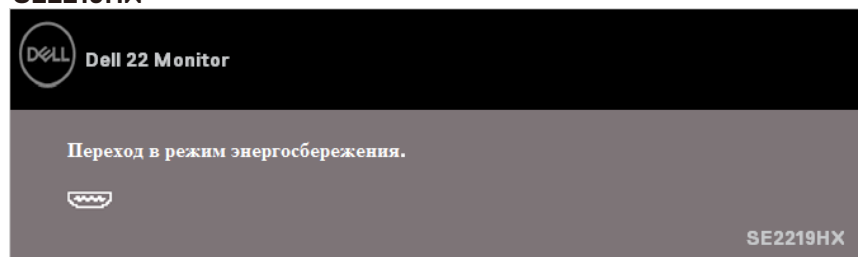 SE2219HX
DELL
Dell 22 Monitor
Переход в режим энергосбережения.
SE2219HX